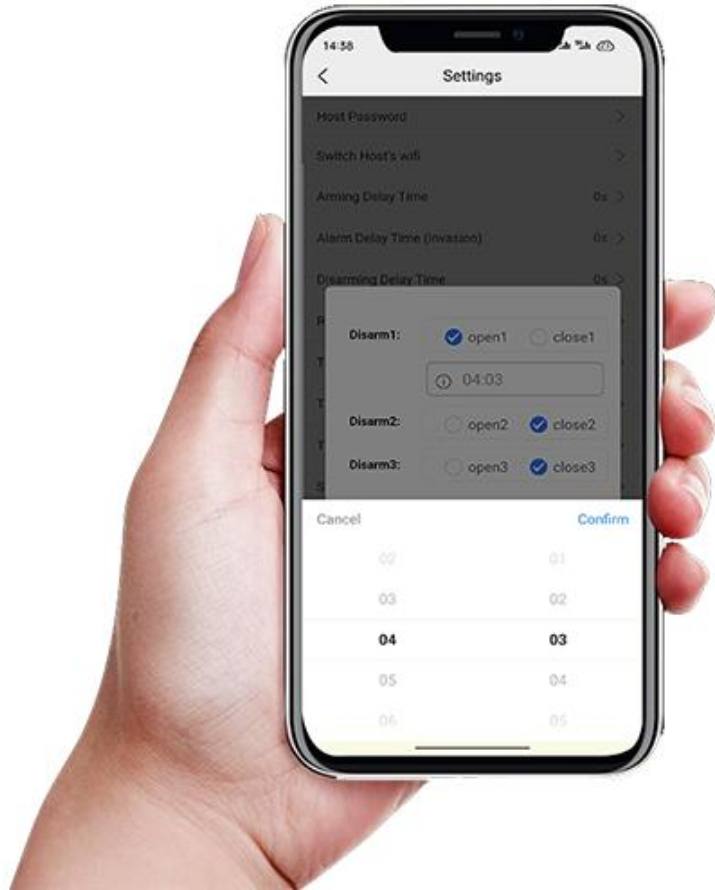 14:38
Settings
Host Password
Switch Host's wifi
Arming Delay Time 0s
Alarm Delay Time (Invasion) 0s
Disarming Delay Time 0s
Disarm1: open1 close1
04:03
Disarm2: open2 close2
Disarm3: open3 close3
Cancel Confirm
02 01
03 02
04 03
05 04
06 05